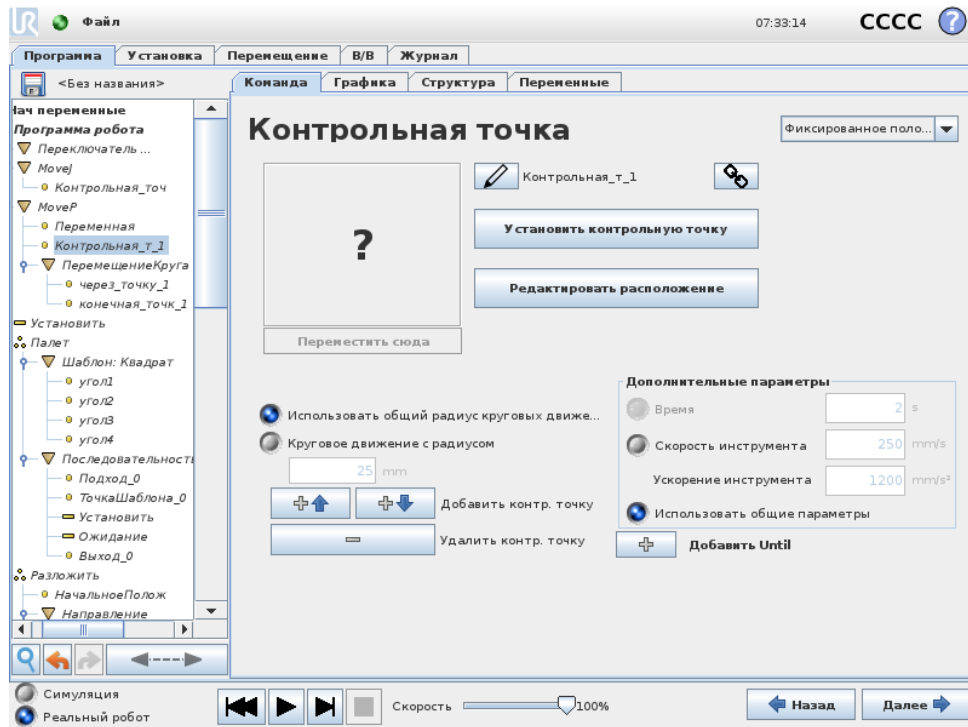 UR Файл 07:33:14 CCCC ?
Программа Установка Перемещение В/В Журнал
<Без названия>
Команда Графика Структура Переменные
Нач переменные
Программа робота
Переключатель ...
MoveJ
Контрольная_точ
MoveP
Переменная
Контрольная_т_1
ПеремещениеКруга
через_точку_1
конечная_точк_1
Установить
Палет
Шаблон: Квадрат
угол1
угол2
угол3
угол4
Последовательность
Подход_0
ТочкаШаблона_0
Установить
Ожидание
Выход_0
Разложить
НачальноеПолож
Направление
Контрольная точка
Фиксированное поло...
?
Контрольная_т_1
Установить контрольную точку
Редактировать расположение
Переместить сюда
Использовать общий радиус круговых движе...
Круговое движение с радиусом
25 mm
Добавить контр. точку
Удалить контр. точку
Дополнительные параметры
Время 2 s
Скорость инструмента 250 mm/s
Ускорение инструмента 1200 mm/s²
Использовать общие параметры
Добавить Until
Симуляция
Реальный робот
Скорость 100%
Назад Далее